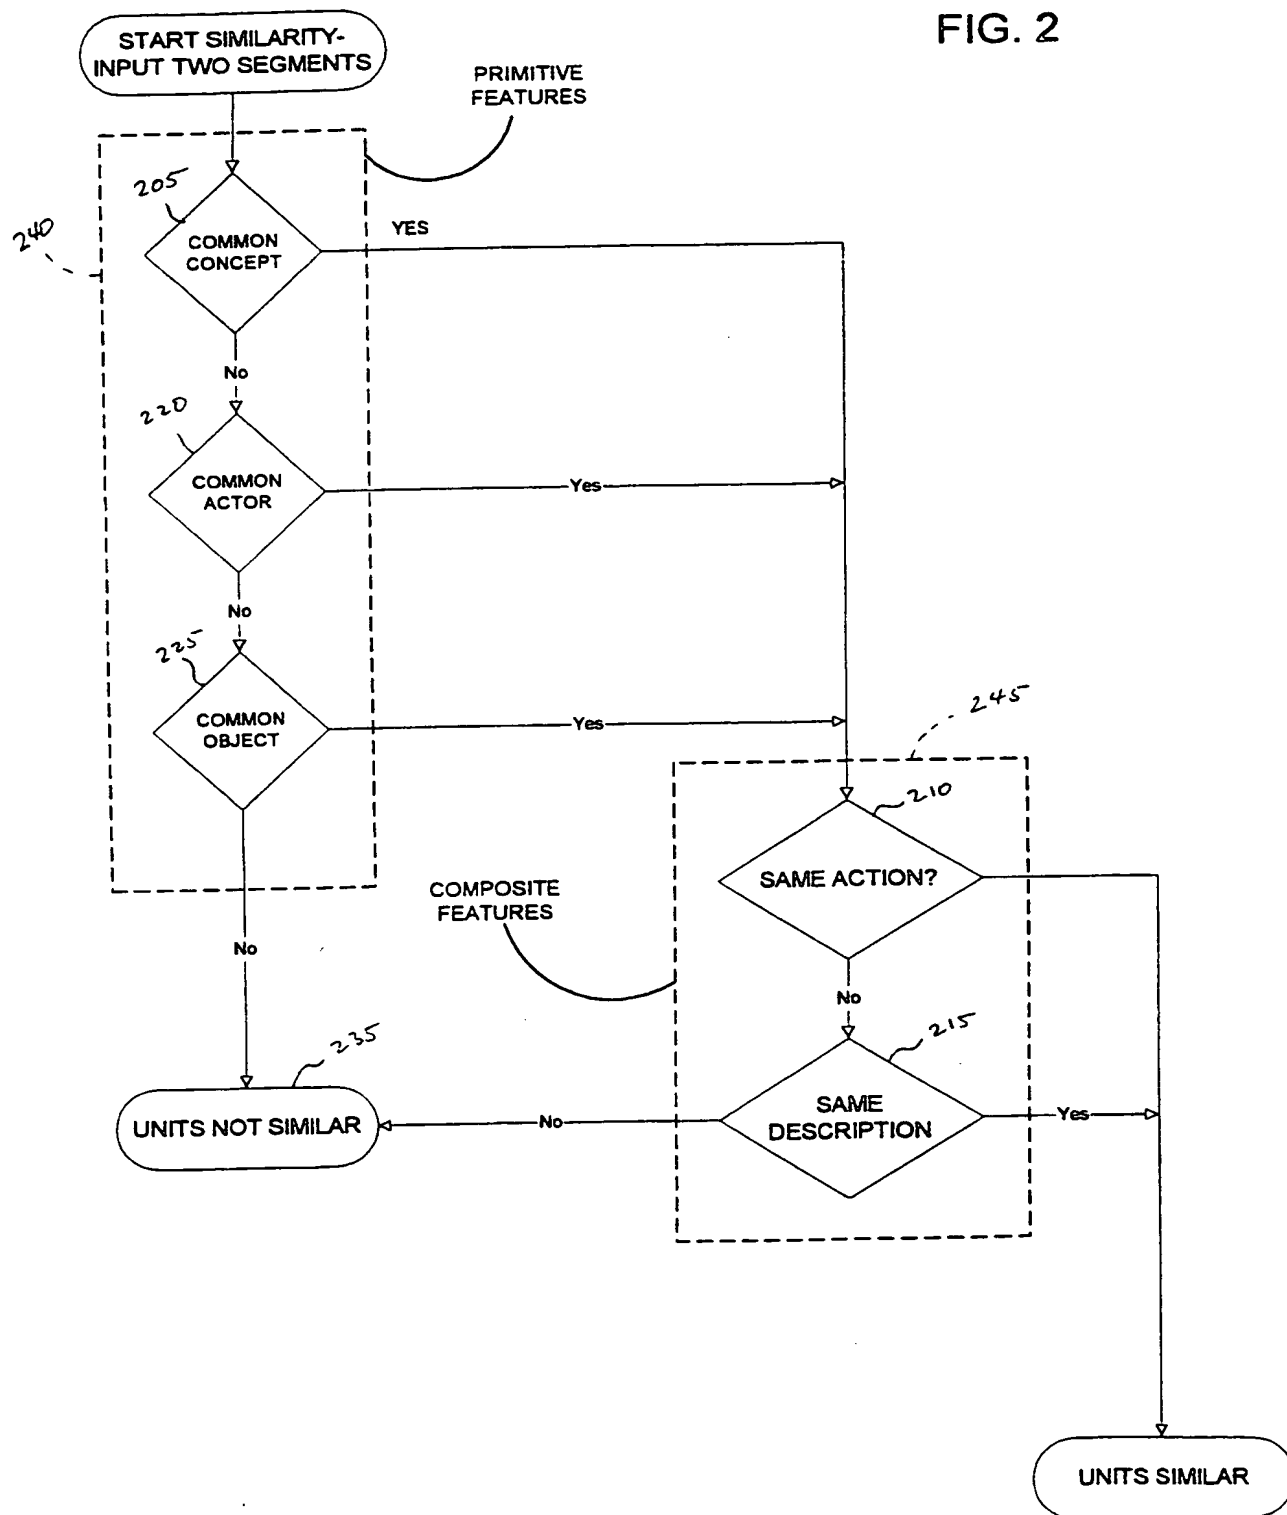 FIG. 2
START SIMILARITY-
INPUT TWO SEGMENTS
PRIMITIVE
FEATURES
205
240
COMMON
CONCEPT
YES
No
220
COMMON
ACTOR
Yes
No
225
COMMON
OBJECT
Yes
245
210
SAME ACTION?
COMPOSITE
FEATURES
No
No
215
235
SAME
DESCRIPTION
Yes
No
UNITS NOT SIMILAR
UNITS SIMILAR